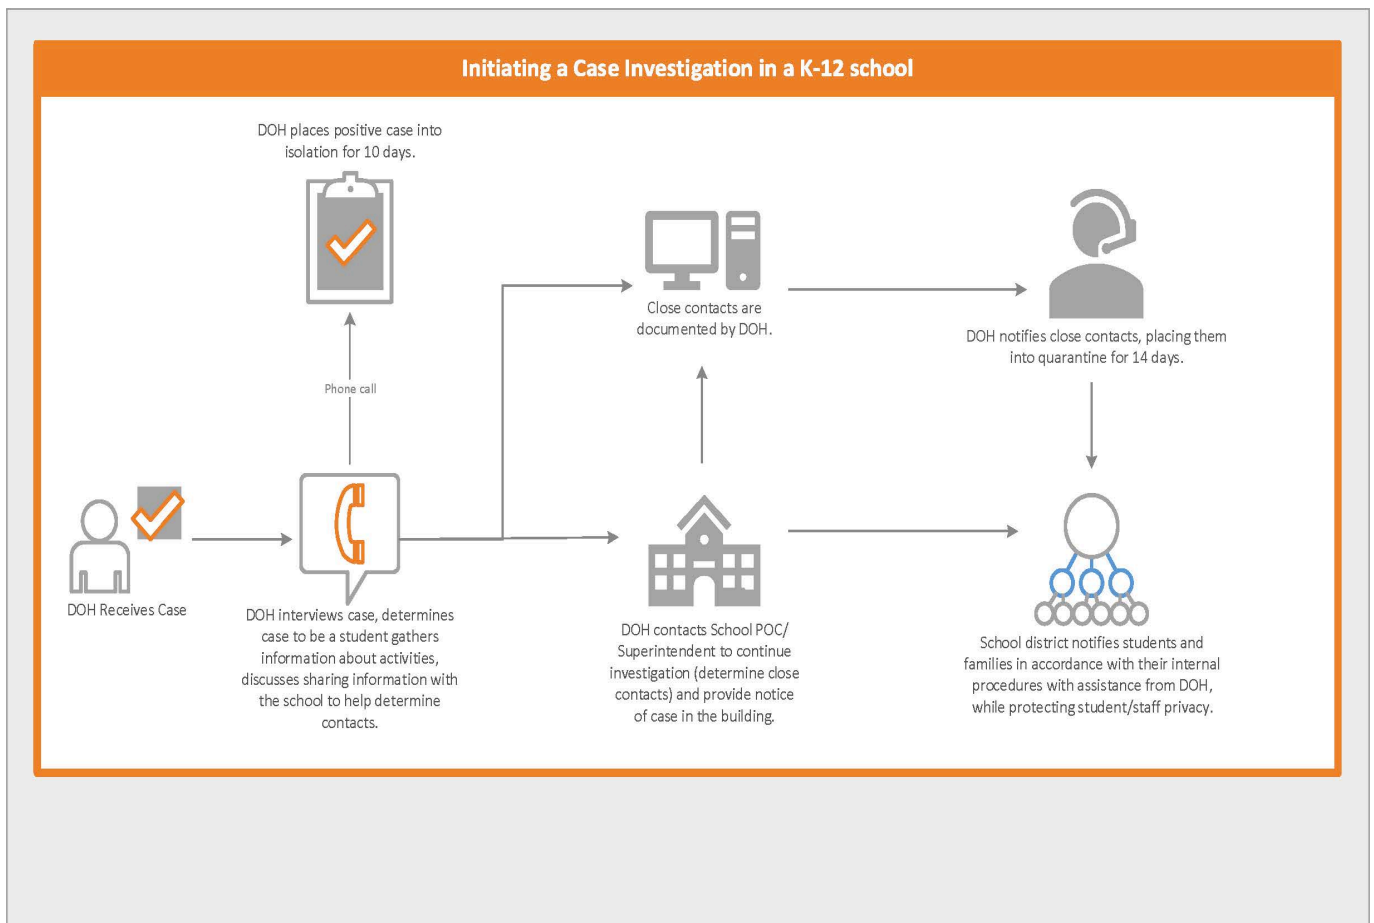 Initiating a Case Investigation in a K-12 school
DOH places positive case into
isolation for 10 days.
Phone call
DOH Receives Case
DOH interviews case, determines
case to be a student gathers
information about activities,
discusses sharing information with
the school to help determine
contacts.
Close contacts are
documented by DOH.
DOH contacts School POC/
Superintendent to continue
investigation (determine close
contacts) and provide notice
of case in the building.
DOH notifies close contacts, placing them
into quarantine for 14 days.
School district notifies students and
families in accordance with their internal
procedures with assistance from DOH,
while protecting student/staff privacy.